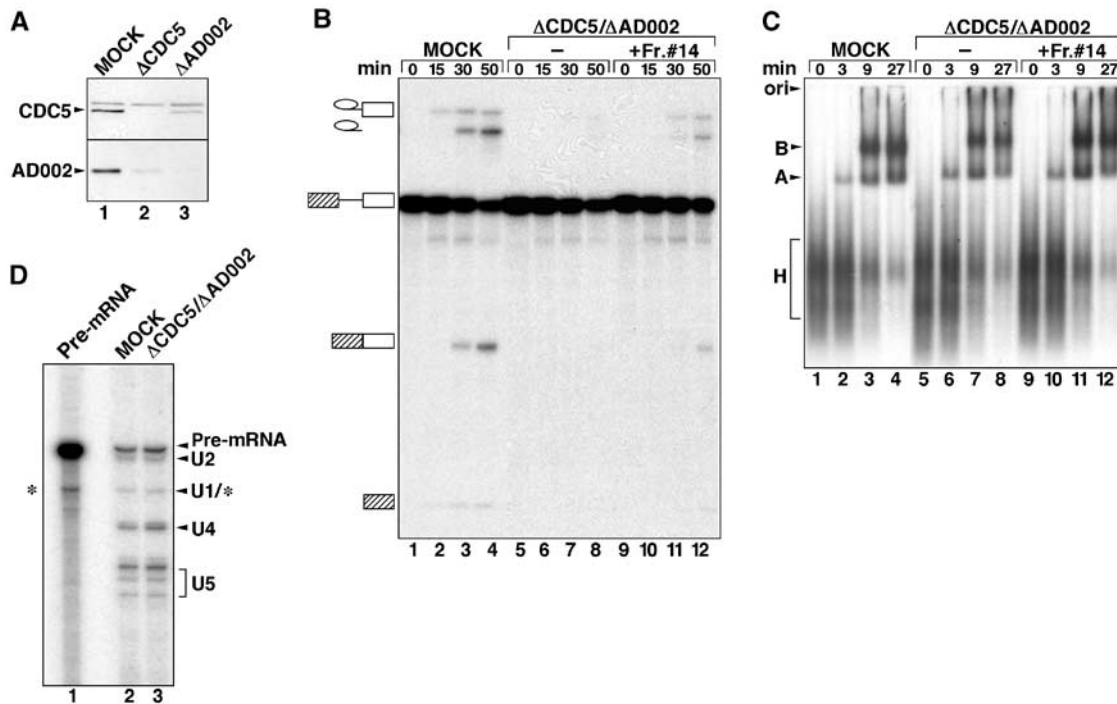 A
MOCK
ΔCDC5
ΔAD002
CDC5
AD002
1 2 3
B
ΔCDC5/ΔAD002
MOCK – +Fr.#14
min 0 15 30 50 0 15 30 50 0 15 30 50
1 2 3 4 5 6 7 8 9 10 11 12
C
ΔCDC5/ΔAD002
MOCK – +Fr.#14
min 0 3 9 27 0 3 9 27 0 3 9 27
ori
B
A
H
1 2 3 4 5 6 7 8 9 10 11 12
D
Pre-mRNA
MOCK
ΔCDC5/ΔAD002
Pre-mRNA
U2
* U1/*
U4
U5
1 2 3